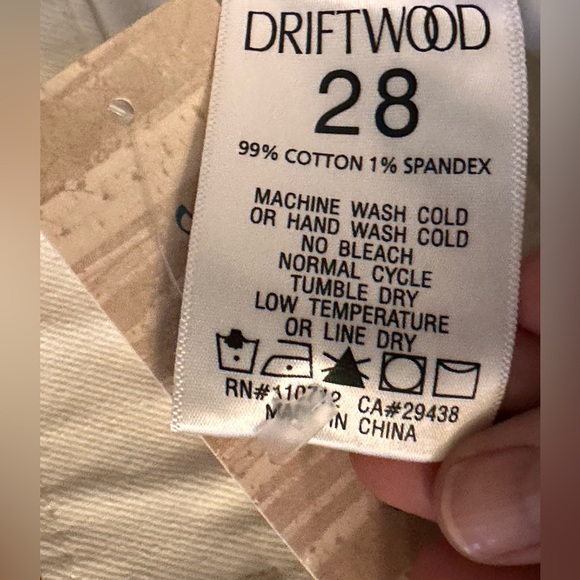 DRIFTWOOD
28
99% COTTON 1% SPANDEX
MACHINE WASH COLD
OR HAND WASH COLD
NO BLEACH
NORMAL CYCLE
TUMBLE DRY
LOW TEMPERATURE
OR LINE DRY
CA#29438
IN CHINA